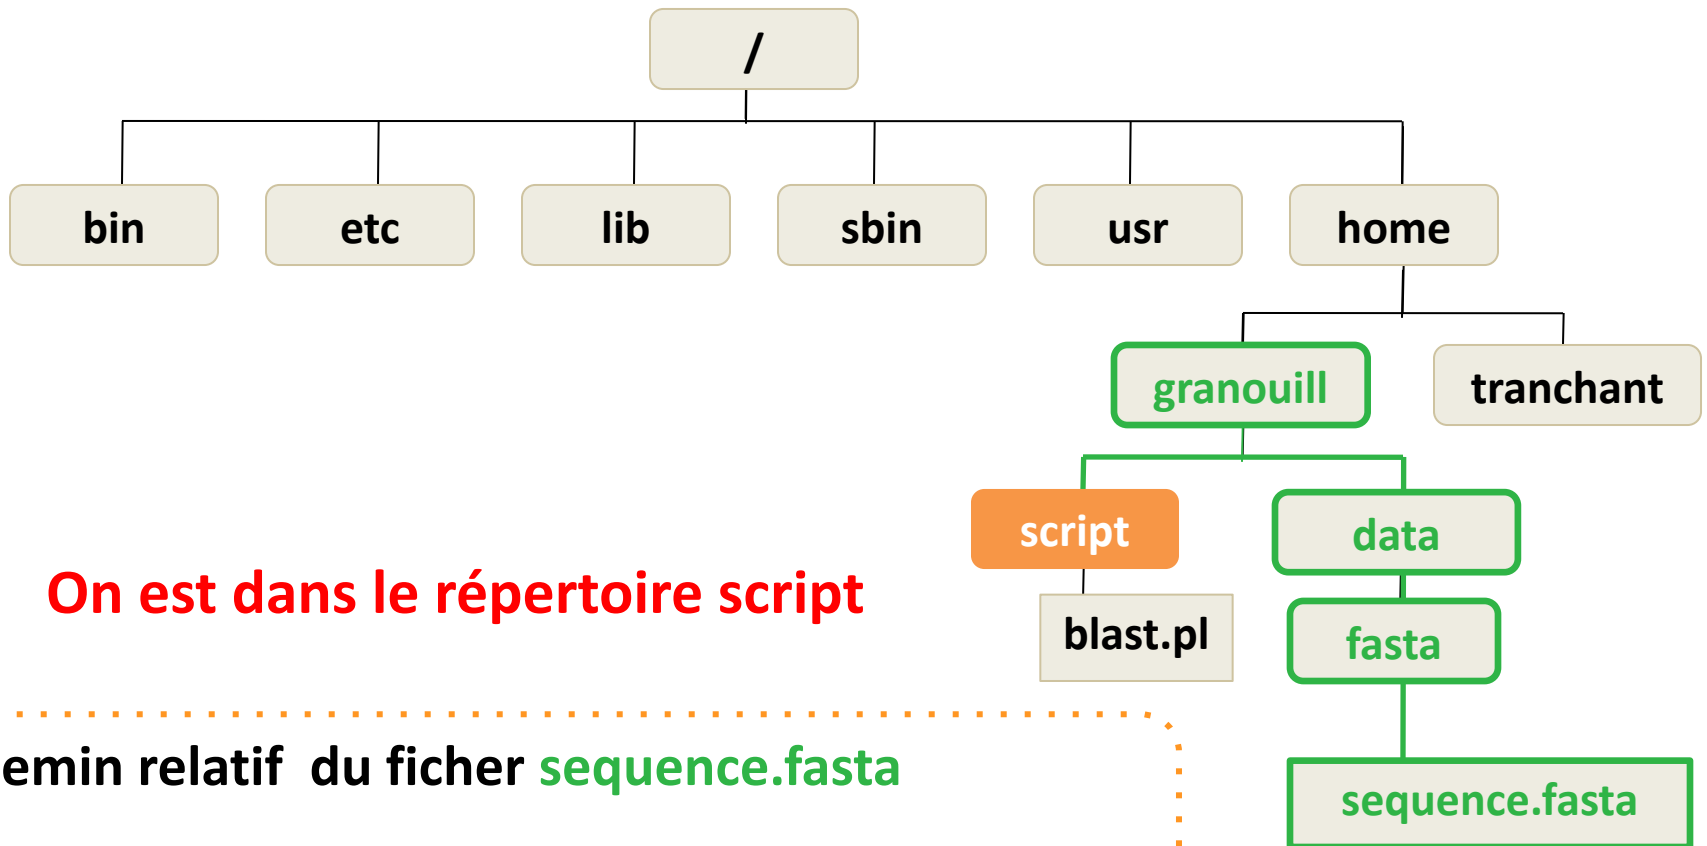 /
bin
etc
lib
sbin
usr
home
granouill
tranchant
script
data
On est dans le répertoire script
blast.pl
fasta
emin relatif du ficher sequence.fasta
sequence.fasta